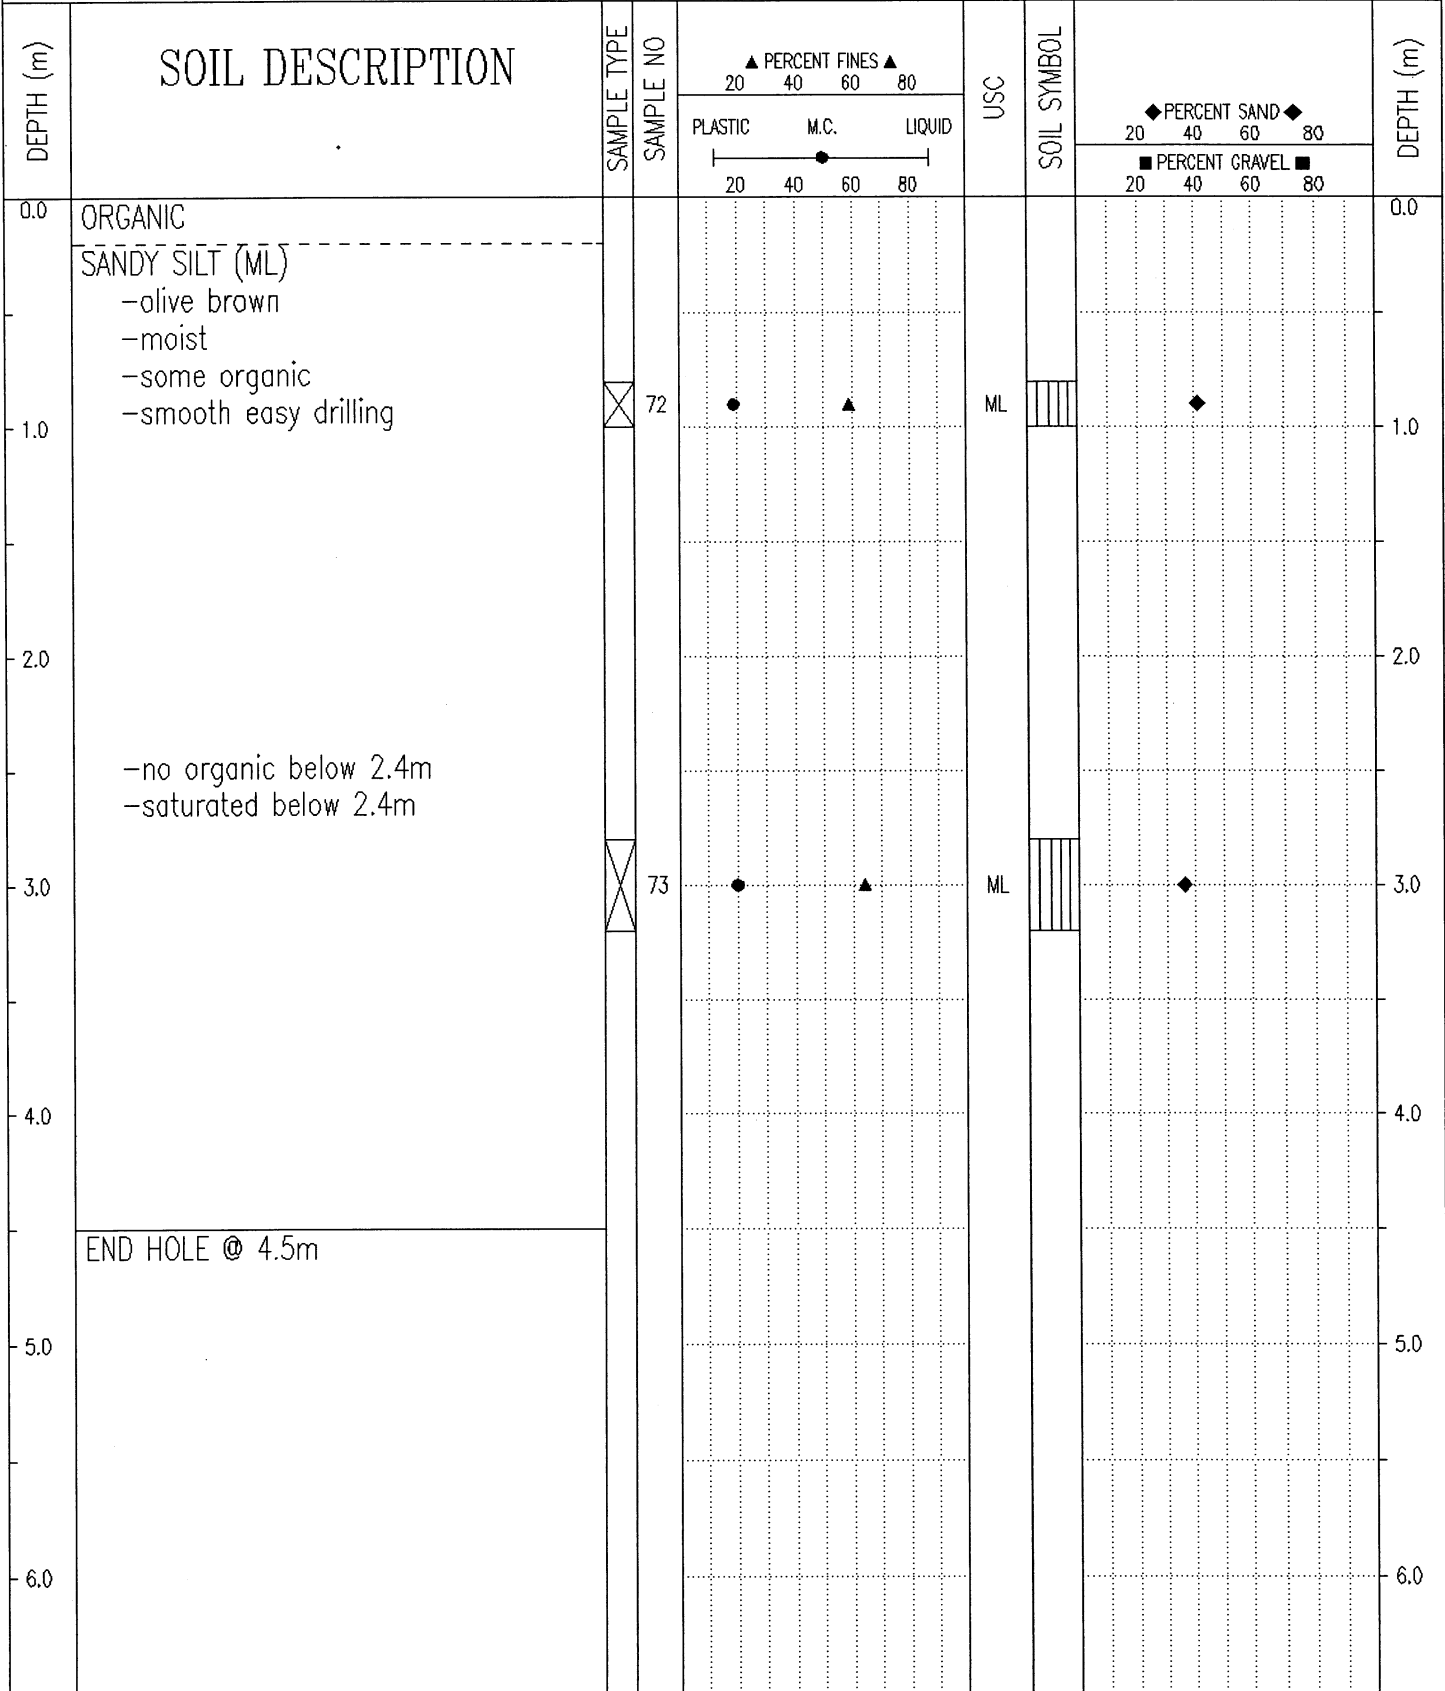 DEPTH (m)
SOIL DESCRIPTION
SAMPLE TYPE
SAMPLE NO
▲ PERCENT FINES ▲
20 40 60 80
PLASTIC M.C. LIQUID
20 40 60 80
USC
SOIL SYMBOL
◆ PERCENT SAND ◆
20 40 60 80
■ PERCENT GRAVEL ■
20 40 60 80
DEPTH (m)
0.0
ORGANIC
0.0
SANDY SILT (ML)
-olive brown
-moist
-some organic
-smooth easy drilling
72
ML
1.0
1.0
2.0
2.0
-no organic below 2.4m
-saturated below 2.4m
3.0
73
ML
3.0
4.0
4.0
END HOLE @ 4.5m
5.0
5.0
6.0
6.0